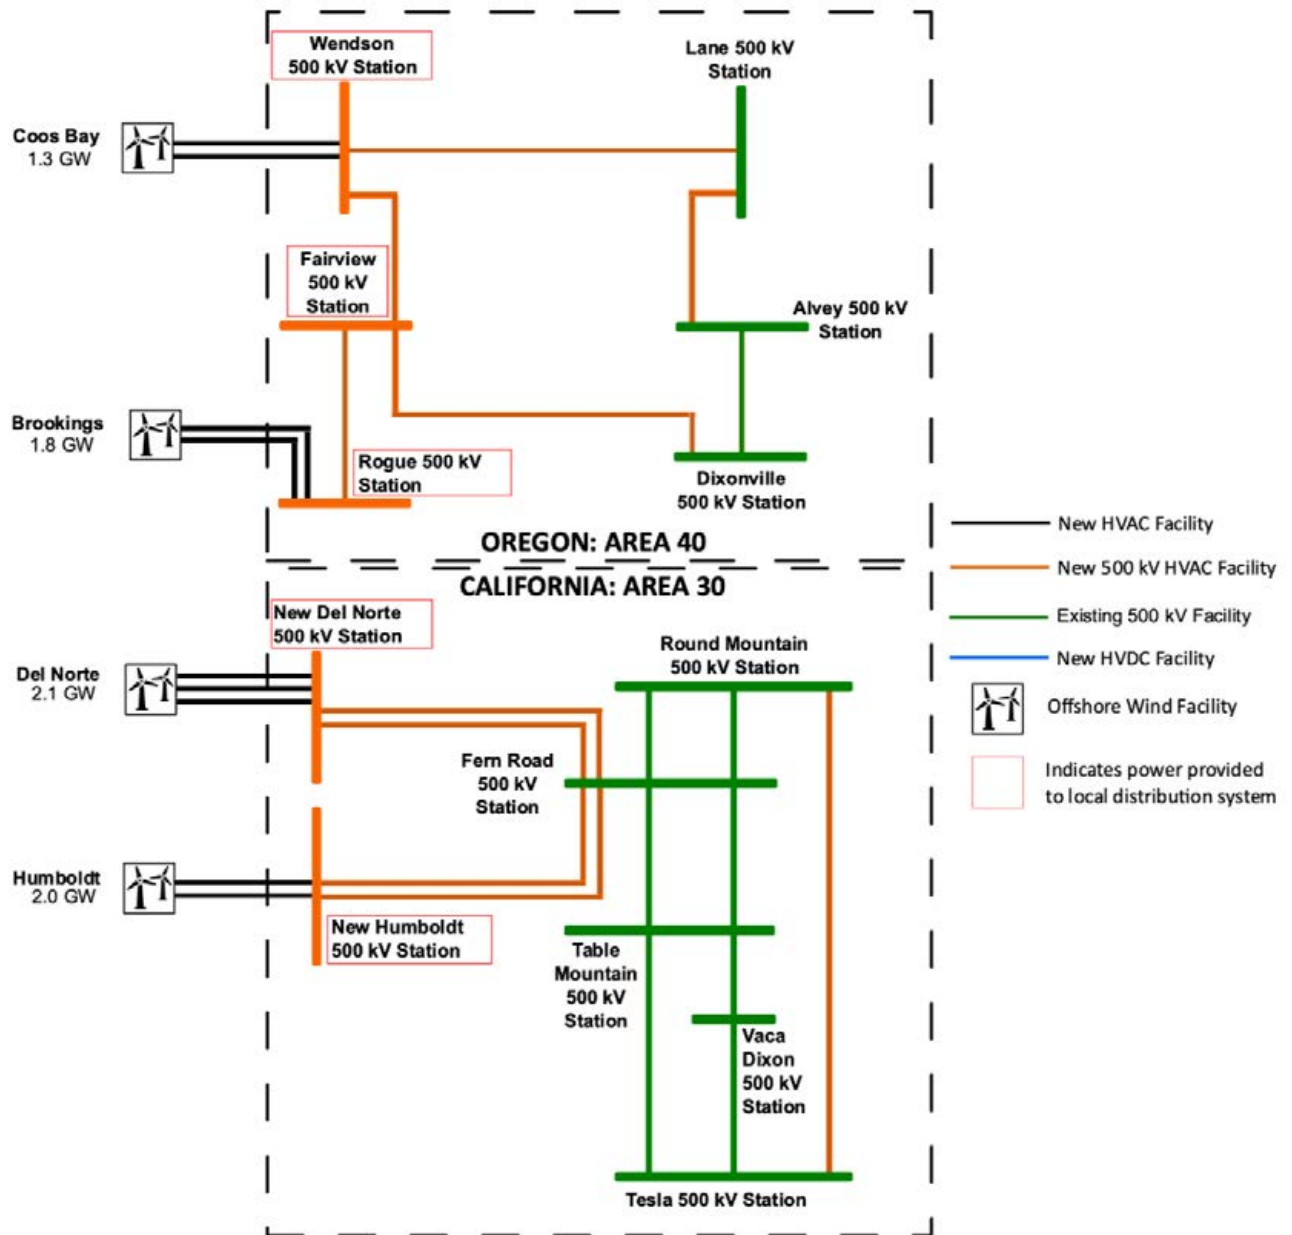 Wendson
500 kV Station
Lane 500 kV
Station
Coos Bay
1.3 GW
Fairview
500 kV
Station
Alvey 500 kV
Station
Brookings
1.8 GW
Rogue 500 kV
Station
Dixonville
500 kV Station
OREGON: AREA 40
CALIFORNIA: AREA 30
New HVAC Facility
New 500 kV HVAC Facility
Existing 500 kV Facility
New HVDC Facility
Offshore Wind Facility
Indicates power provided
to local distribution system
New Del Norte
500 kV Station
Round Mountain
500 kV Station
Del Norte
2.1 GW
Fern Road
500 kV
Station
Humboldt
2.0 GW
New Humboldt
500 kV Station
Table
Mountain
500 kV
Station
Vaca
Dixon
500 kV
Station
Tesla 500 kV Station